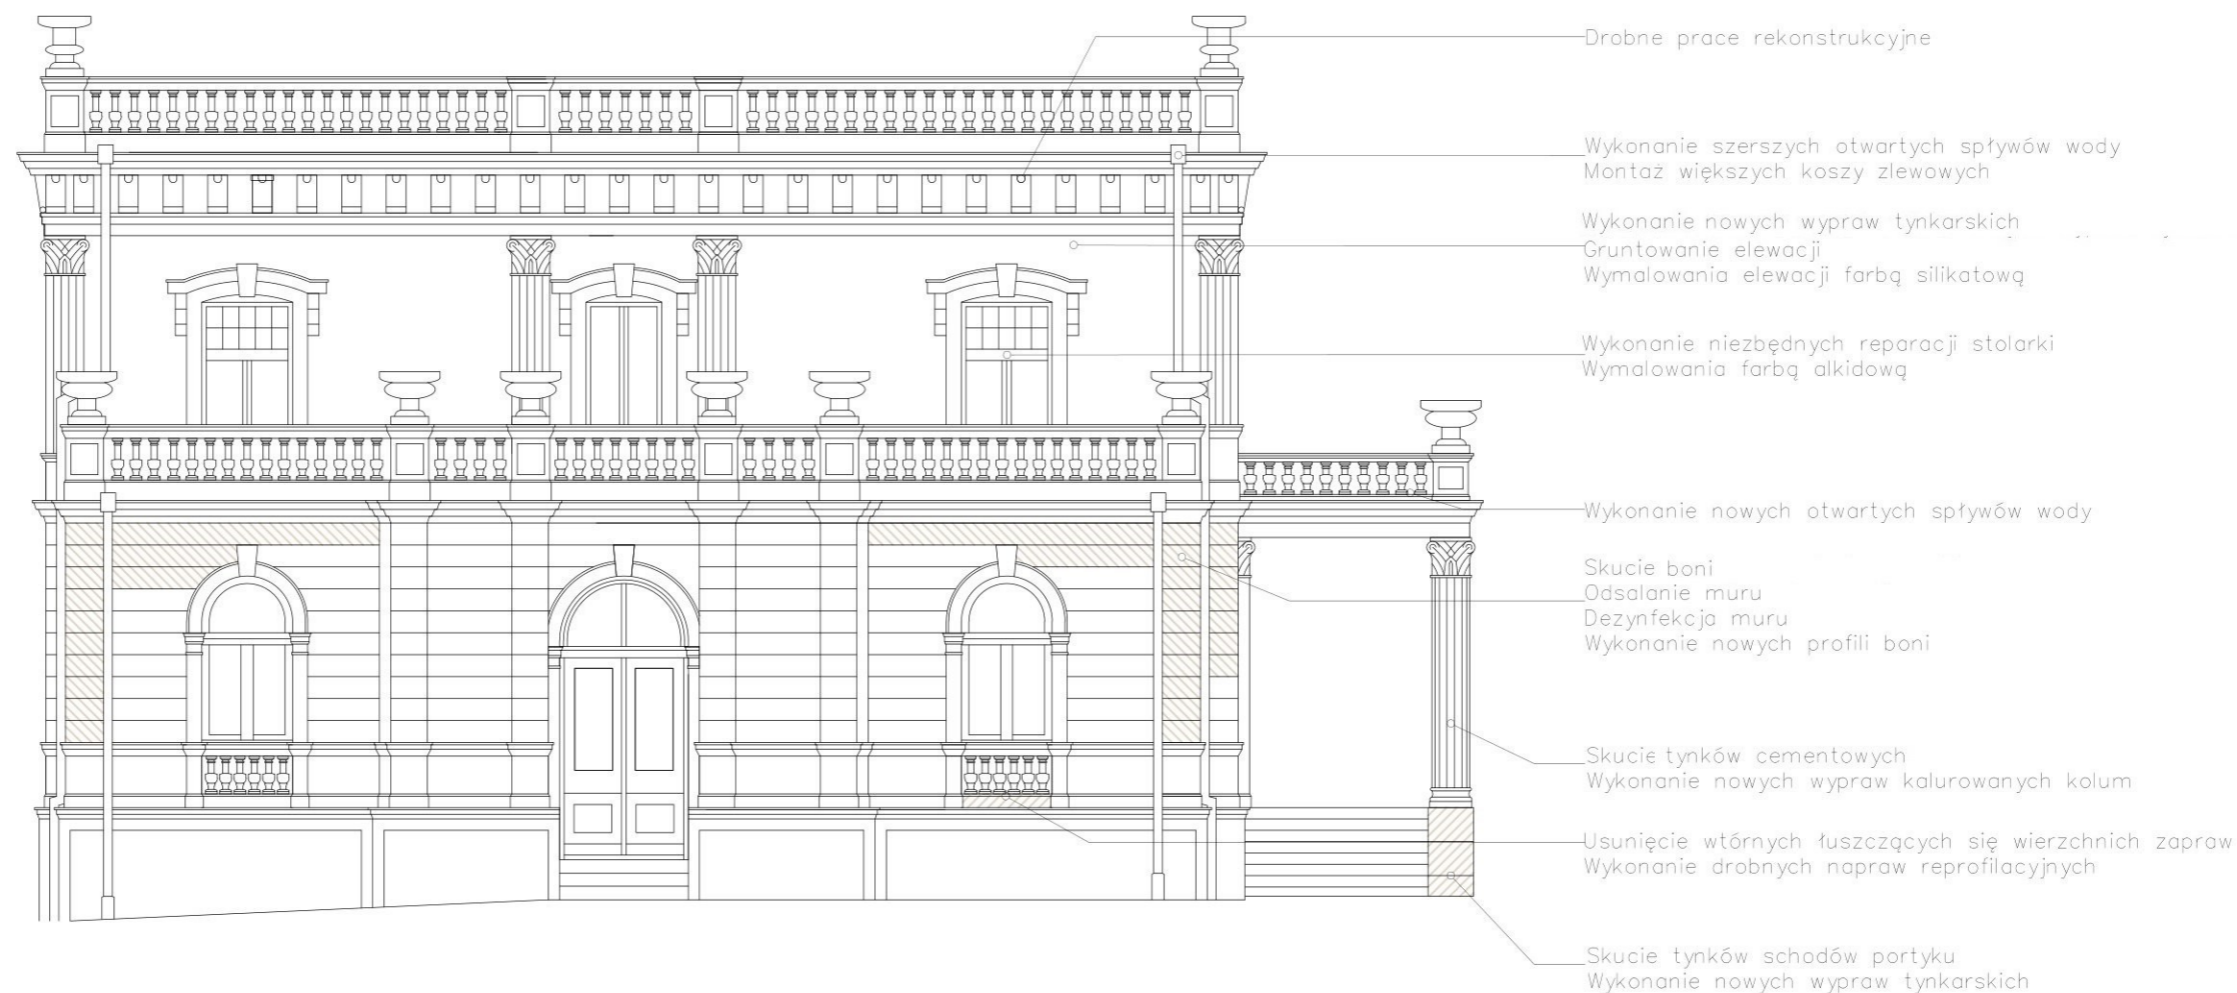 Drobne prace rekonstrukcyjne
Wykonanie szerszych otwartych spływów wody
Montaż większych koszy zlewowych
Wykonanie nowych wypraw tynkarskich
Gruntowanie elewacji
Wymalowania elewacji farbą silikatową
Wykonanie niezbędnych reparacji stolarki
Wymalowania farbą alkidową
Wykonanie nowych otwartych spływów wody
Skucie boni
Odsalanie muru
Dezynfekcja muru
Wykonanie nowych profili boni
Skucie tynków cementowych
Wykonanie nowych wypraw kalurowanych kolum
Usunięcie wtórnych łuszczących się wierzchnich zapraw
Wykonanie drobnych napraw reprofilacyjnych
Skucie tynków schodów portyku
Wykonanie nowych wypraw tynkarskich